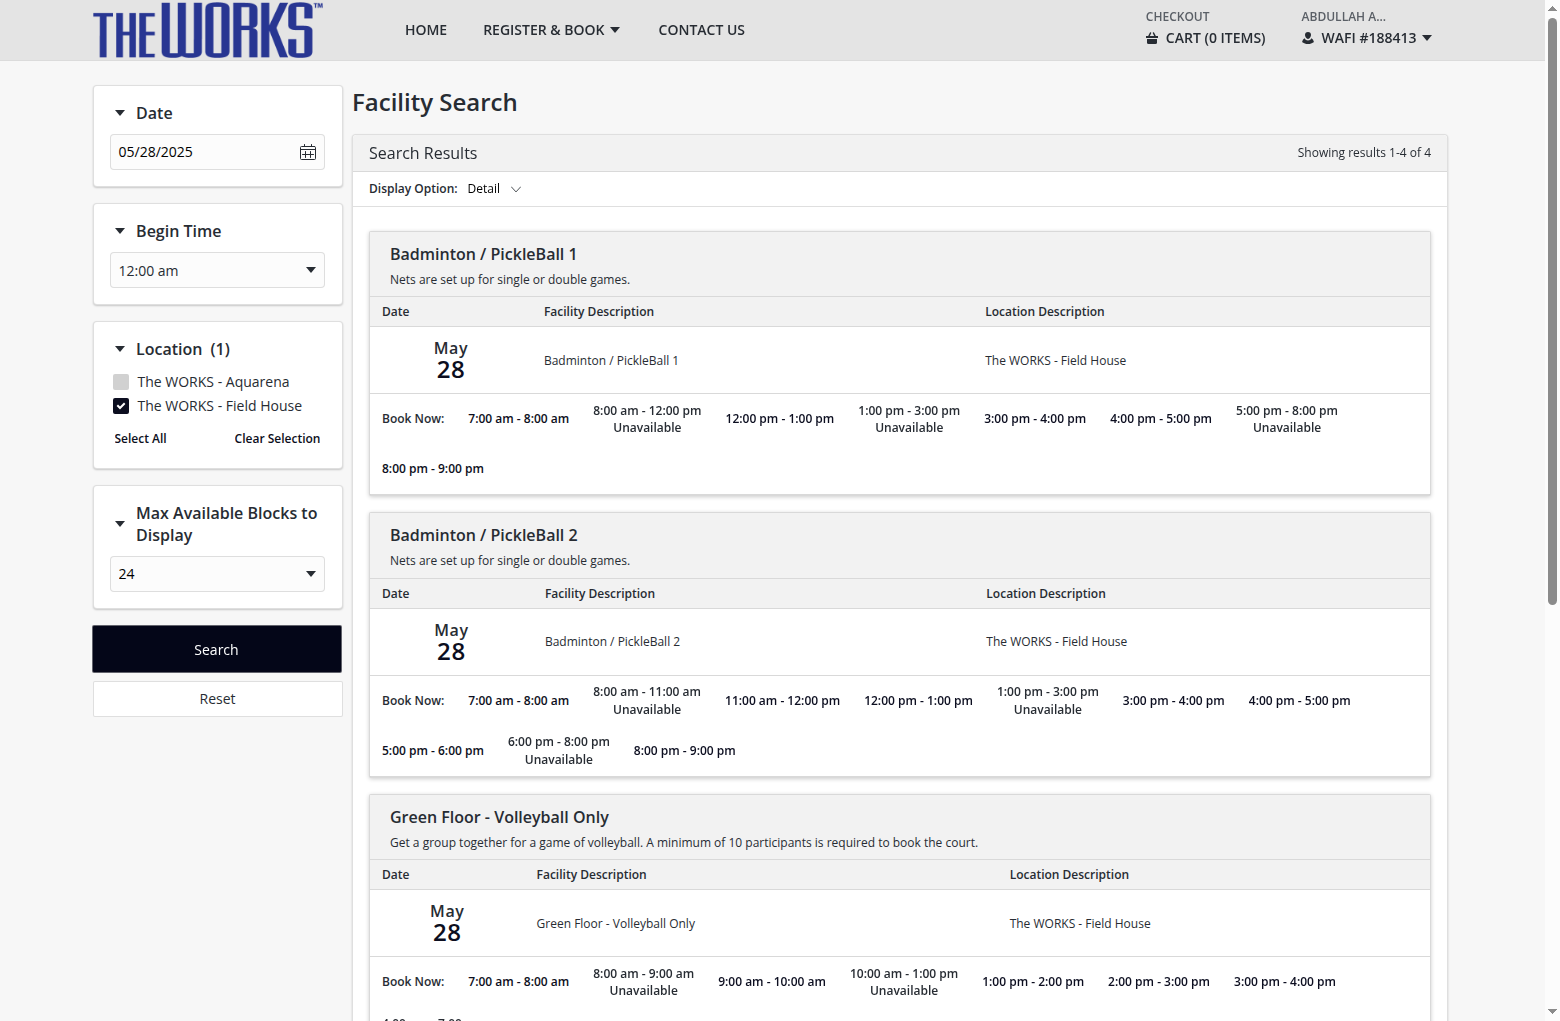 THE WORKS™
HOME
REGISTER & BOOK
CONTACT US
CHECKOUT
CART (0 ITEMS)
ABDULLAH A...
WAFI #188413
Date
05/28/2025
Begin Time
12:00 am
Location (1)
The WORKS - Aquarena
The WORKS - Field House
Select All
Clear Selection
Max Available Blocks to
Display
24
Search
Reset
Facility Search
Search Results
Showing results 1-4 of 4
Display Option: Detail
Badminton / PickleBall 1
Nets are set up for single or double games.
Date
Facility Description
Location Description
May
28
Badminton / PickleBall 1
The WORKS - Field House
Book Now:
7:00 am - 8:00 am
8:00 am - 12:00 pm
Unavailable
12:00 pm - 1:00 pm
1:00 pm - 3:00 pm
Unavailable
3:00 pm - 4:00 pm
4:00 pm - 5:00 pm
5:00 pm - 8:00 pm
Unavailable
8:00 pm - 9:00 pm
Badminton / PickleBall 2
Nets are set up for single or double games.
Date
Facility Description
Location Description
May
28
Badminton / PickleBall 2
The WORKS - Field House
Book Now:
7:00 am - 8:00 am
8:00 am - 11:00 am
Unavailable
11:00 am - 12:00 pm
12:00 pm - 1:00 pm
1:00 pm - 3:00 pm
Unavailable
3:00 pm - 4:00 pm
4:00 pm - 5:00 pm
5:00 pm - 6:00 pm
6:00 pm - 8:00 pm
Unavailable
8:00 pm - 9:00 pm
Green Floor - Volleyball Only
Get a group together for a game of volleyball. A minimum of 10 participants is required to book the court.
Date
Facility Description
Location Description
May
28
Green Floor - Volleyball Only
The WORKS - Field House
Book Now:
7:00 am - 8:00 am
8:00 am - 9:00 am
Unavailable
9:00 am - 10:00 am
10:00 am - 1:00 pm
Unavailable
1:00 pm - 2:00 pm
2:00 pm - 3:00 pm
3:00 pm - 4:00 pm